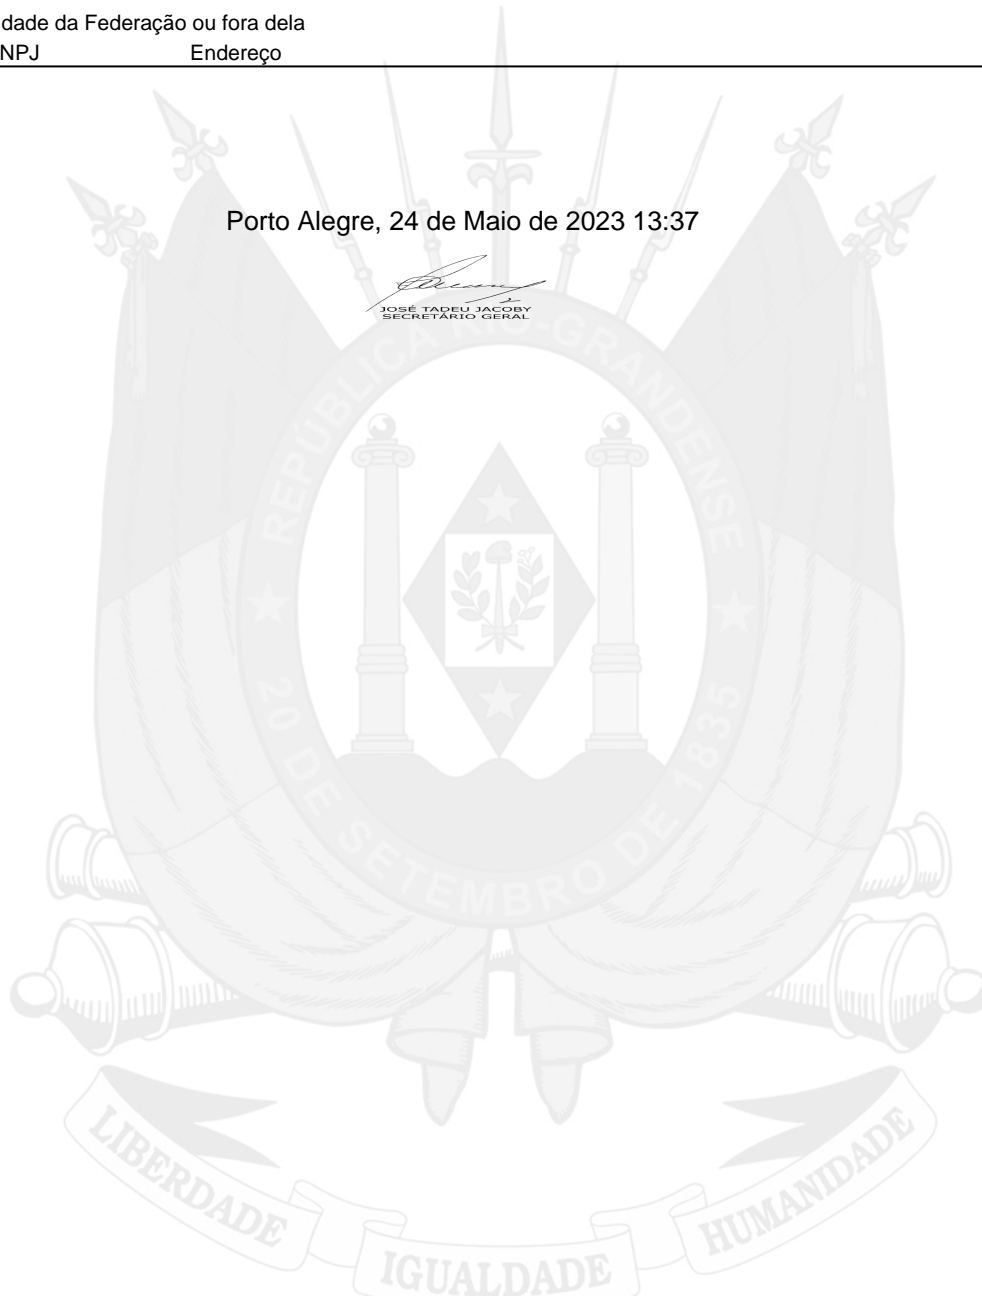 dade da Federação ou fora dela
NPJ Endereço
Porto Alegre, 24 de Maio de 2023 13:37
JOSÉ TADEU JACOBY
SECRETÁRIO GERAL
REPÚBLICA RIO-GRANDENSE
20 DE SETEMBRO DE 1835
LIBERDADE
IGUALDADE
HUMANIDADE